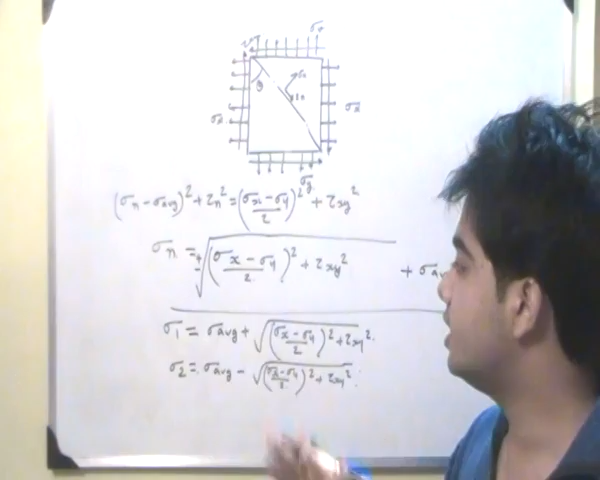 σy
τ
θ
σn
τn
σx
σx
σy
(σn - σavg)² + τn² = (σx - σy / 2)² + τxy²
σn = ± √(σx - σy / 2)² + τxy² + σav
σ1 = σavg + √(σx - σy / 2)² + τxy².
σ2 = σavg - √(σx - σy / 2)² + τxy².